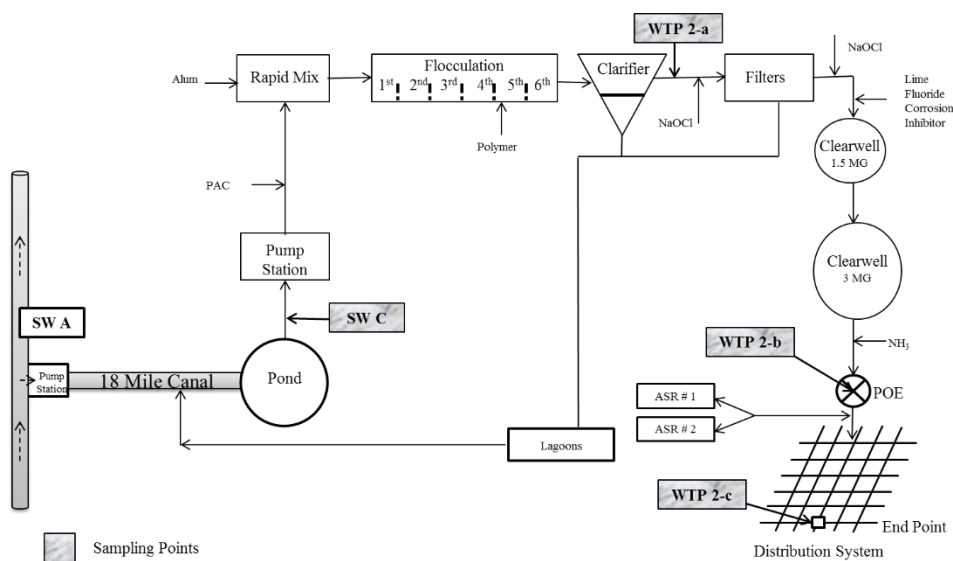 WTP 2-a
NaOCl
Flocculation
1st 2nd 3rd 4th 5th 6th
Clarifier
Rapid Mix
Filters
Alum
Lime
Fluoride
Corrosion
Inhibitor
NaOCl
Polymer
Clearwell
1.5 MG
PAC
Pump
Station
Clearwell
3 MG
SW A
SW C
WTP 2-b
NH3
Pump
Station
18 Mile Canal
Pond
POE
ASR # 1
ASR # 2
Lagoons
WTP 2-c
End Point
Distribution System
Sampling Points